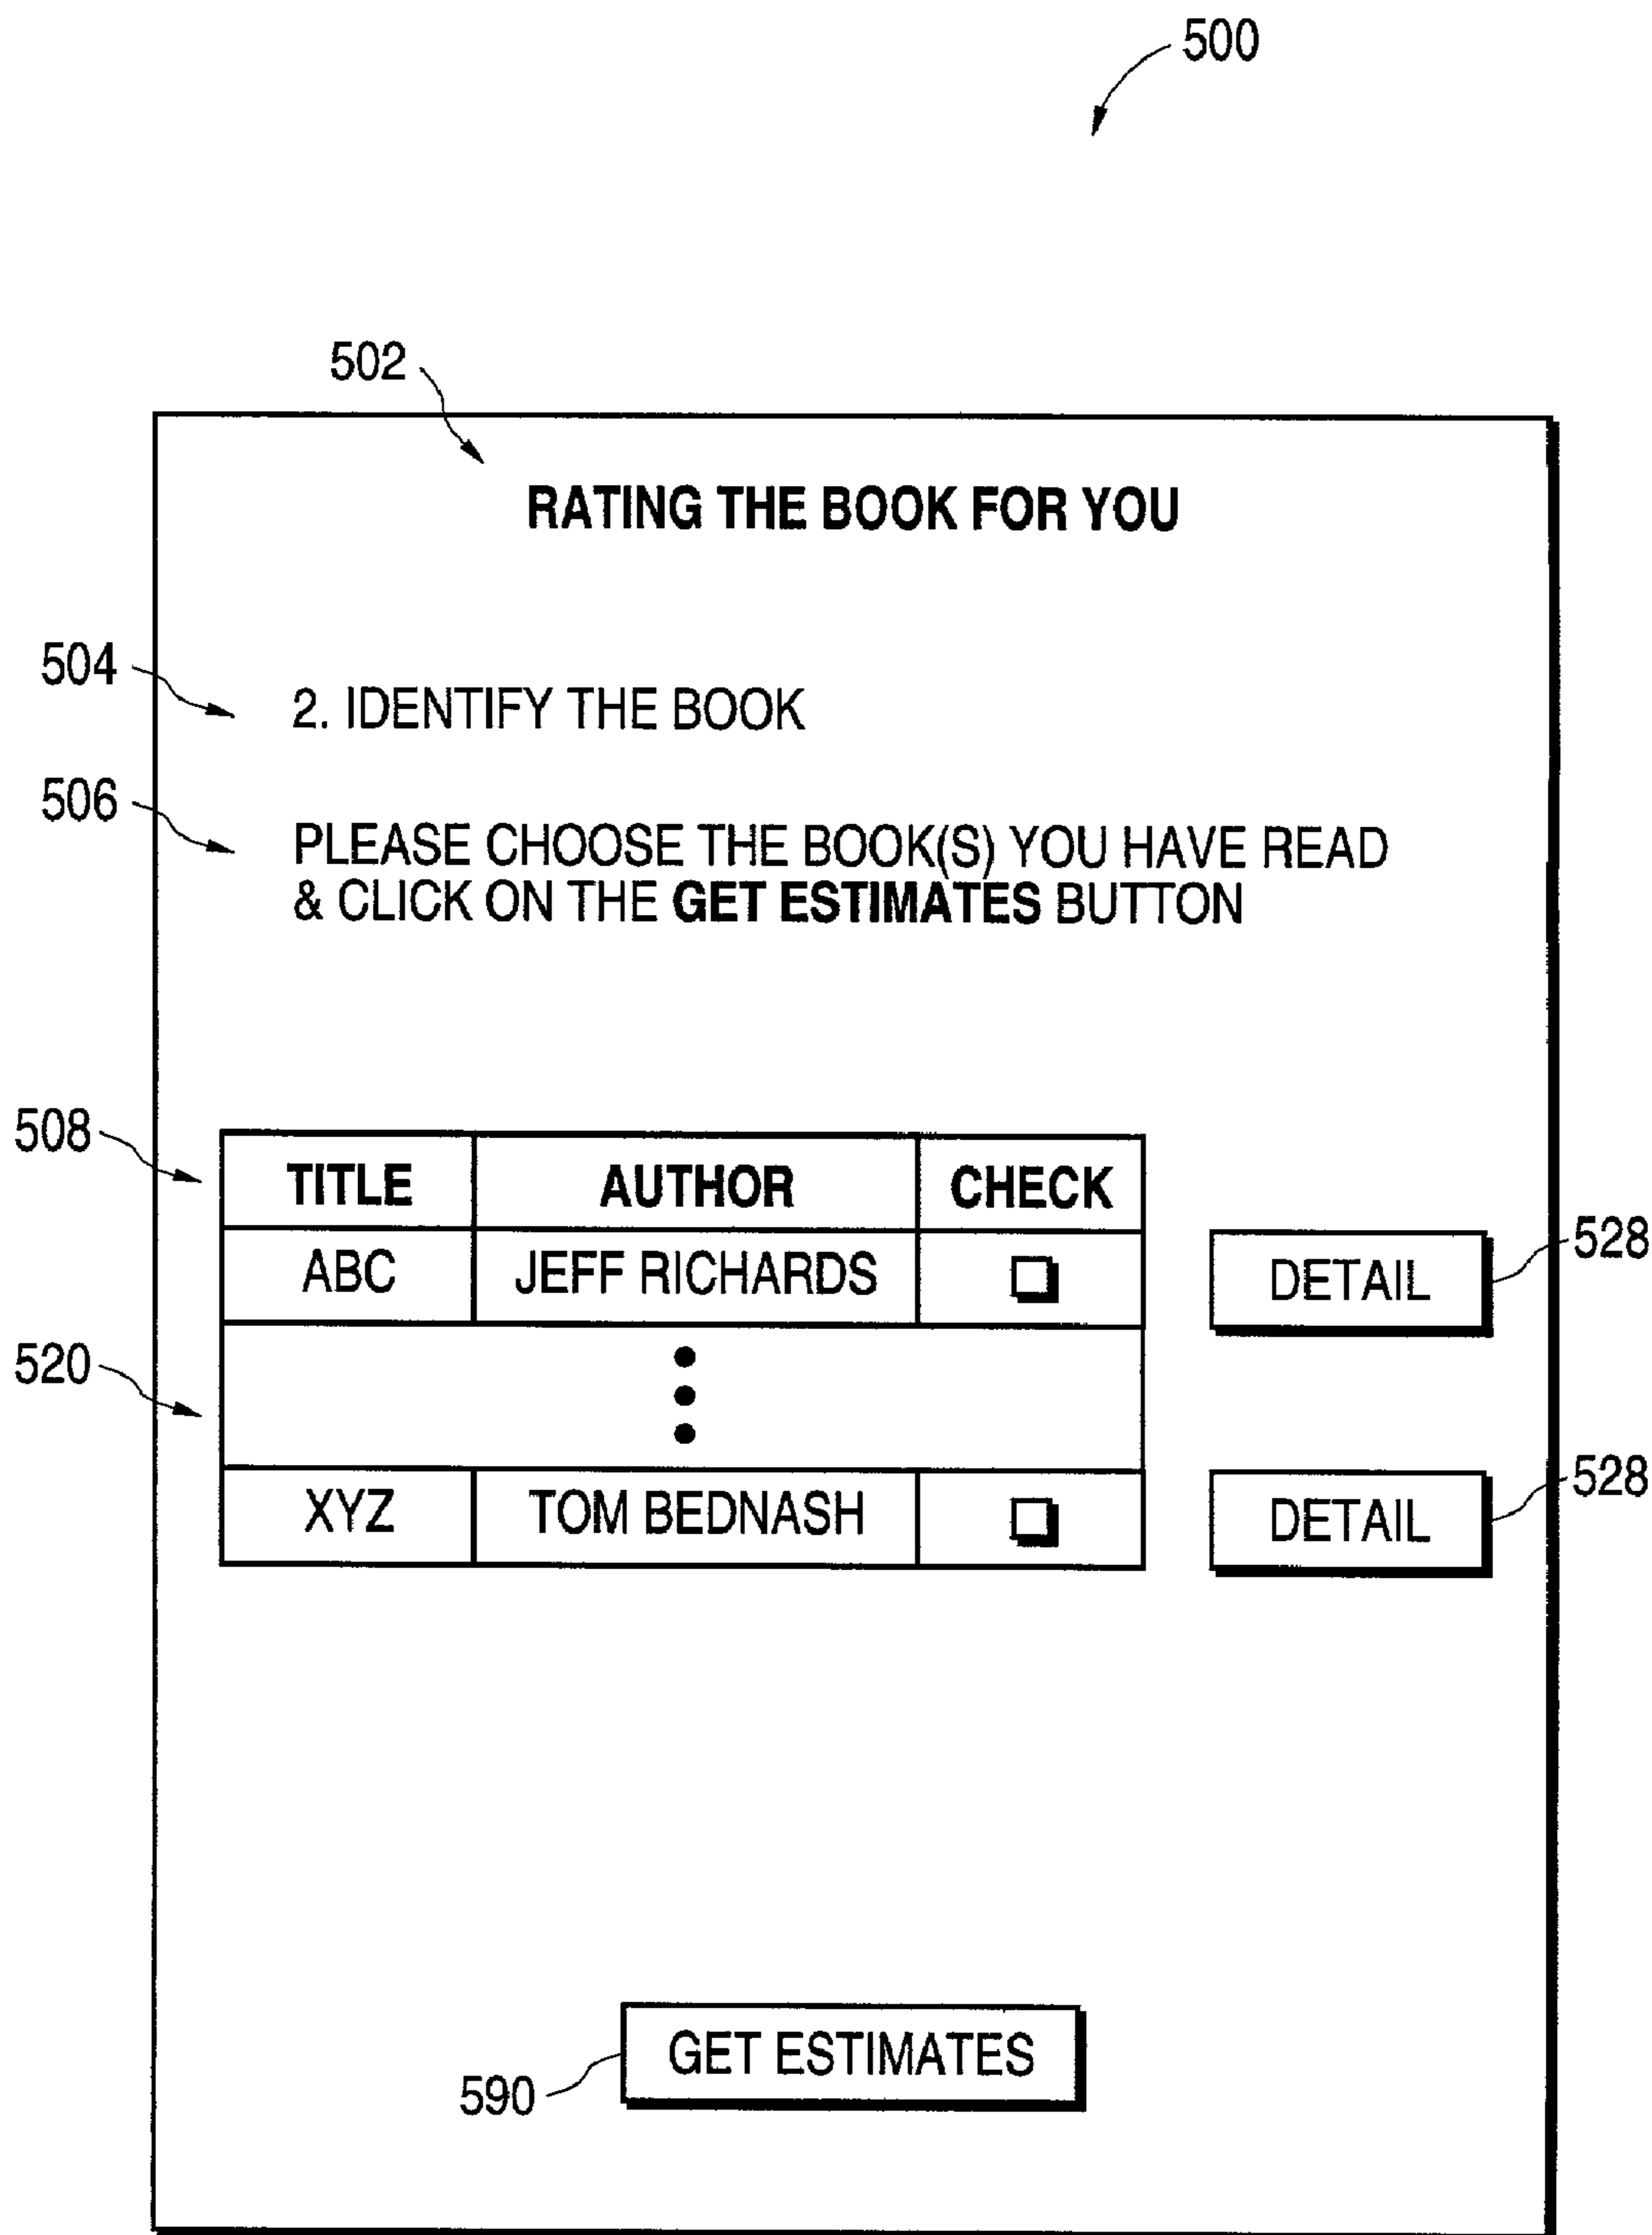 500
502
RATING THE BOOK FOR YOU
504
2. IDENTIFY THE BOOK
506
PLEASE CHOOSE THE BOOK(S) YOU HAVE READ
& CLICK ON THE GET ESTIMATES BUTTON
508
TITLE AUTHOR CHECK
ABC JEFF RICHARDS DETAIL 528
520
XYZ TOM BEDNASH DETAIL 528
GET ESTIMATES
590